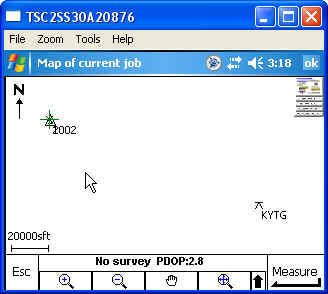 TSC2SS30A20876
File Zoom Tools Help
Map of current job 3:18 ok
N
2002
KYTG
20000sft
No survey PDOP:2.8
Esc
Measure